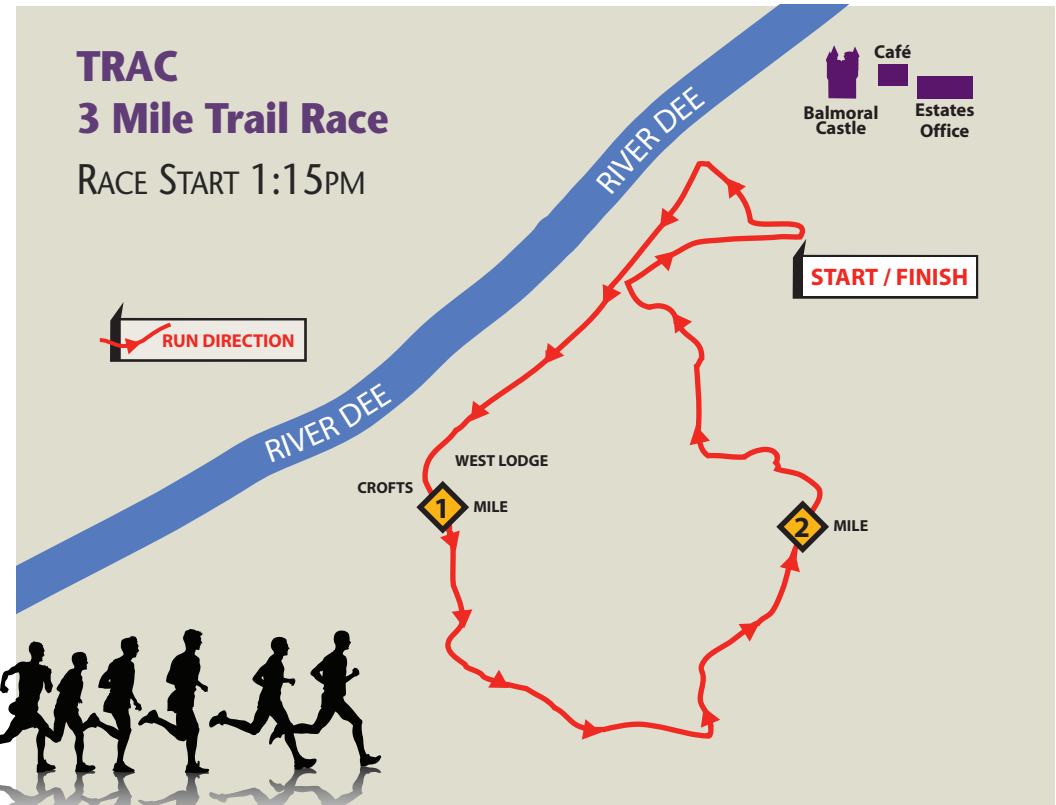 TRAC
3 Mile Trail Race
RACE START 1:15PM
Café
Balmoral
Castle
Estates
Office
RIVER DEE
START / FINISH
RUN DIRECTION
RIVER DEE
WEST LODGE
CROFTS
1
MILE
2
MILE